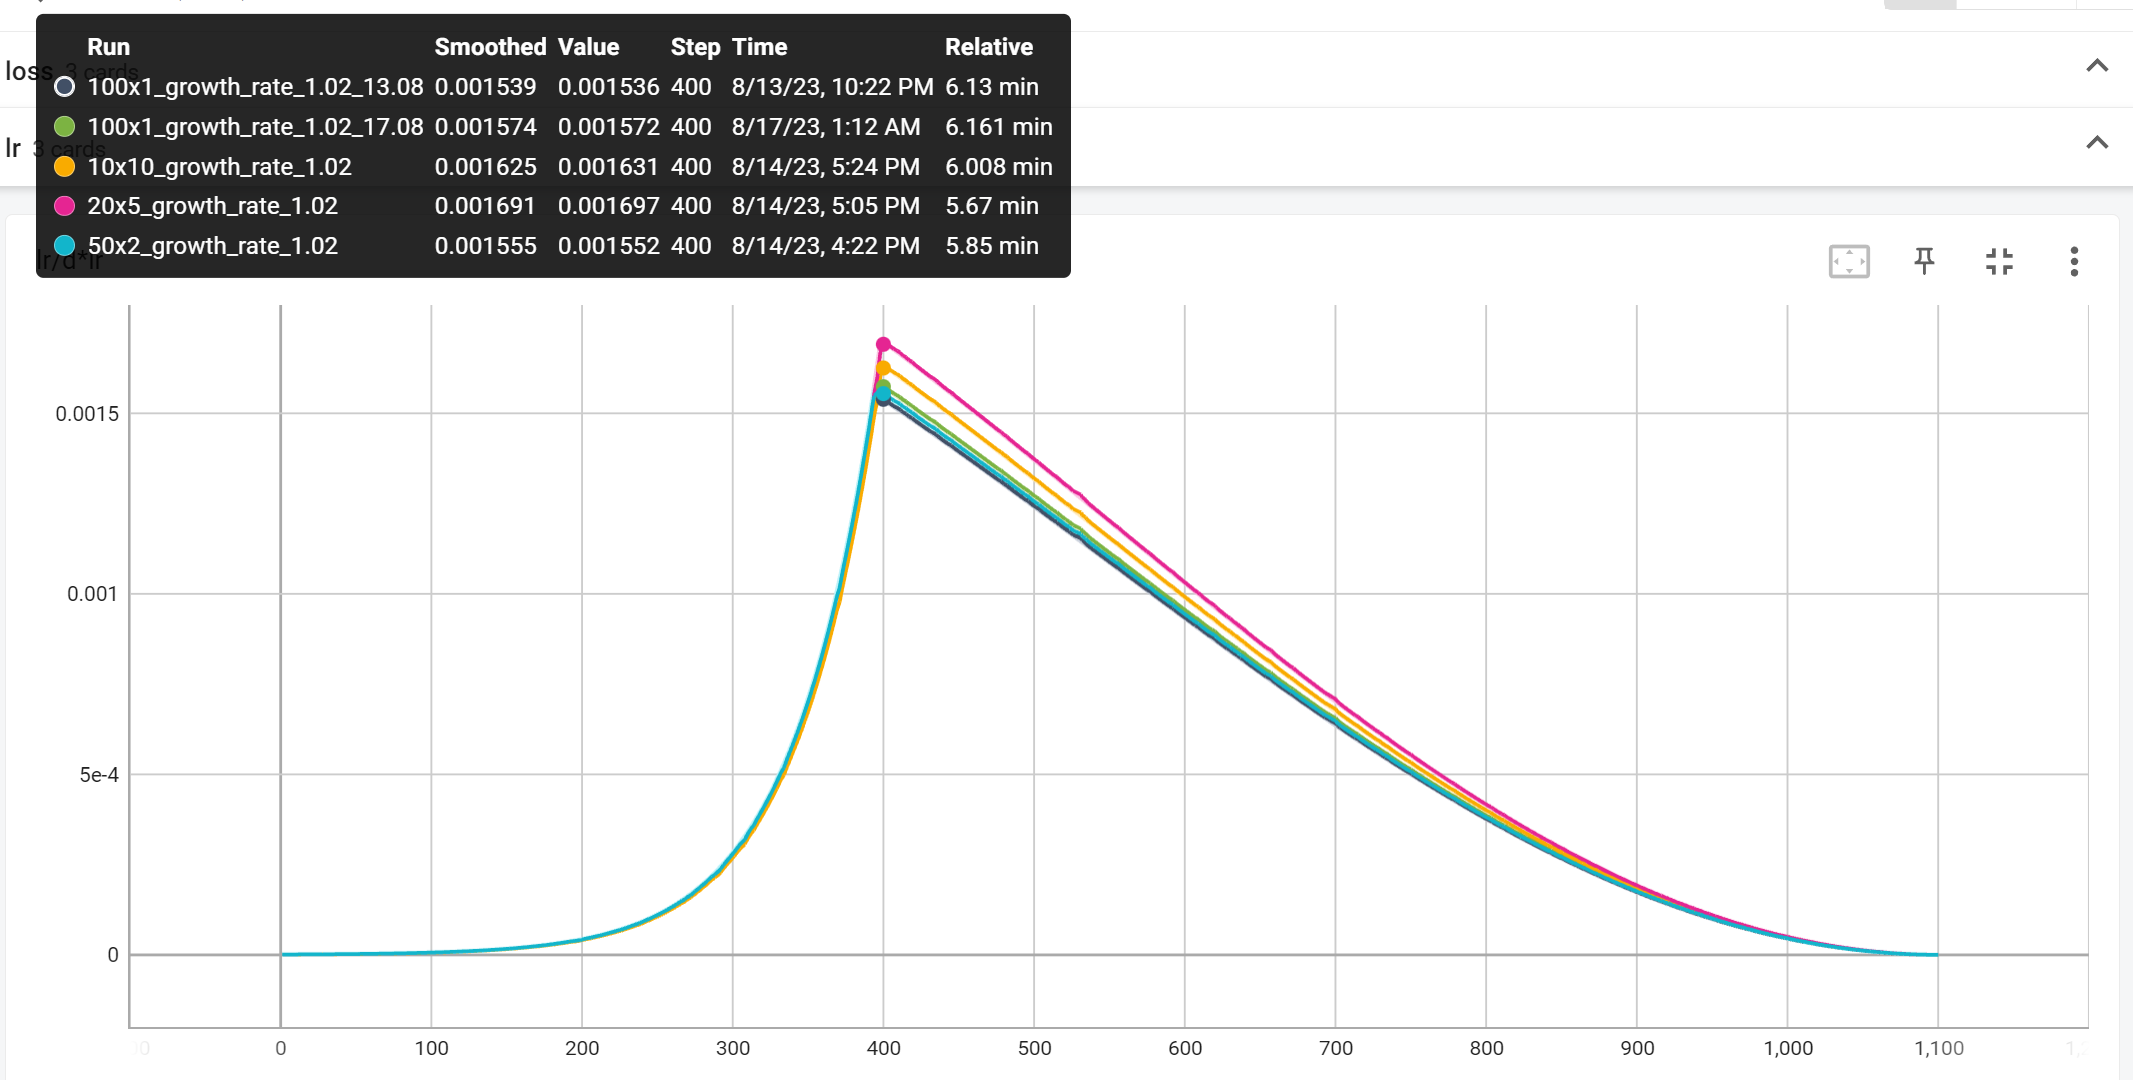 Run Smoothed Value Step Time Relative
loss 3 cards
100x1_growth_rate_1.02_13.08 0.001539 0.001536 400 8/13/23, 10:22 PM 6.13 min
100x1_growth_rate_1.02_17.08 0.001574 0.001572 400 8/17/23, 1:12 AM 6.161 min
lr 3 cards
10x10_growth_rate_1.02 0.001625 0.001631 400 8/14/23, 5:24 PM 6.008 min
20x5_growth_rate_1.02 0.001691 0.001697 400 8/14/23, 5:05 PM 5.67 min
50x2_growth_rate_1.02 0.001555 0.001552 400 8/14/23, 4:22 PM 5.85 min
lr/d*lr
0.0015
0.001
5e-4
0
0 100 200 300 400 500 600 700 800 900 1,000 1,100